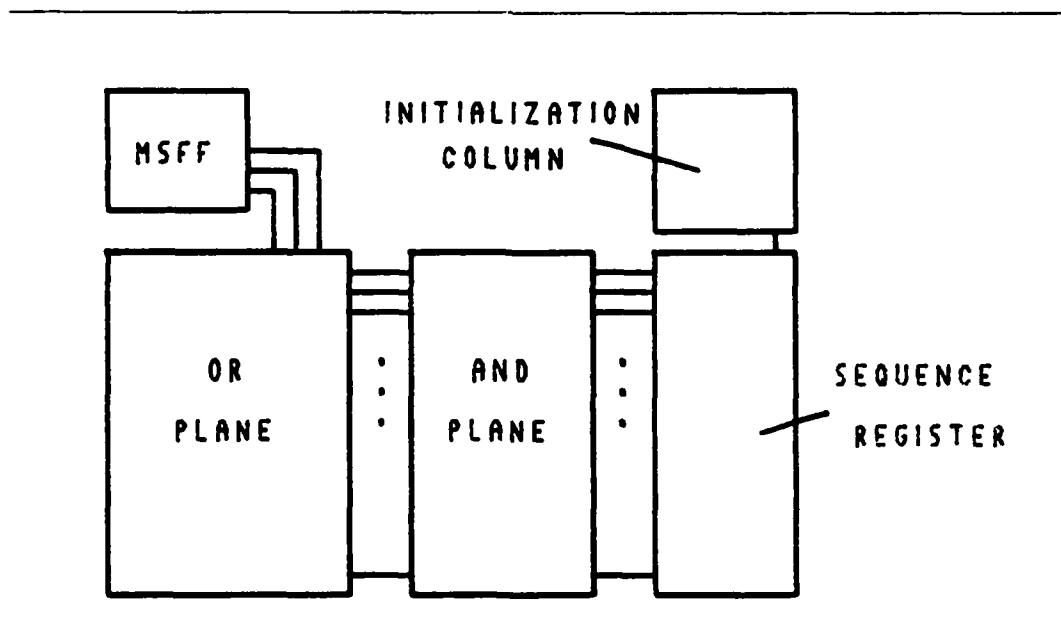 MSFF
INITIALIZATION
COLUMN
OR
PLANE
AND
PLANE
SEQUENCE
REGISTER